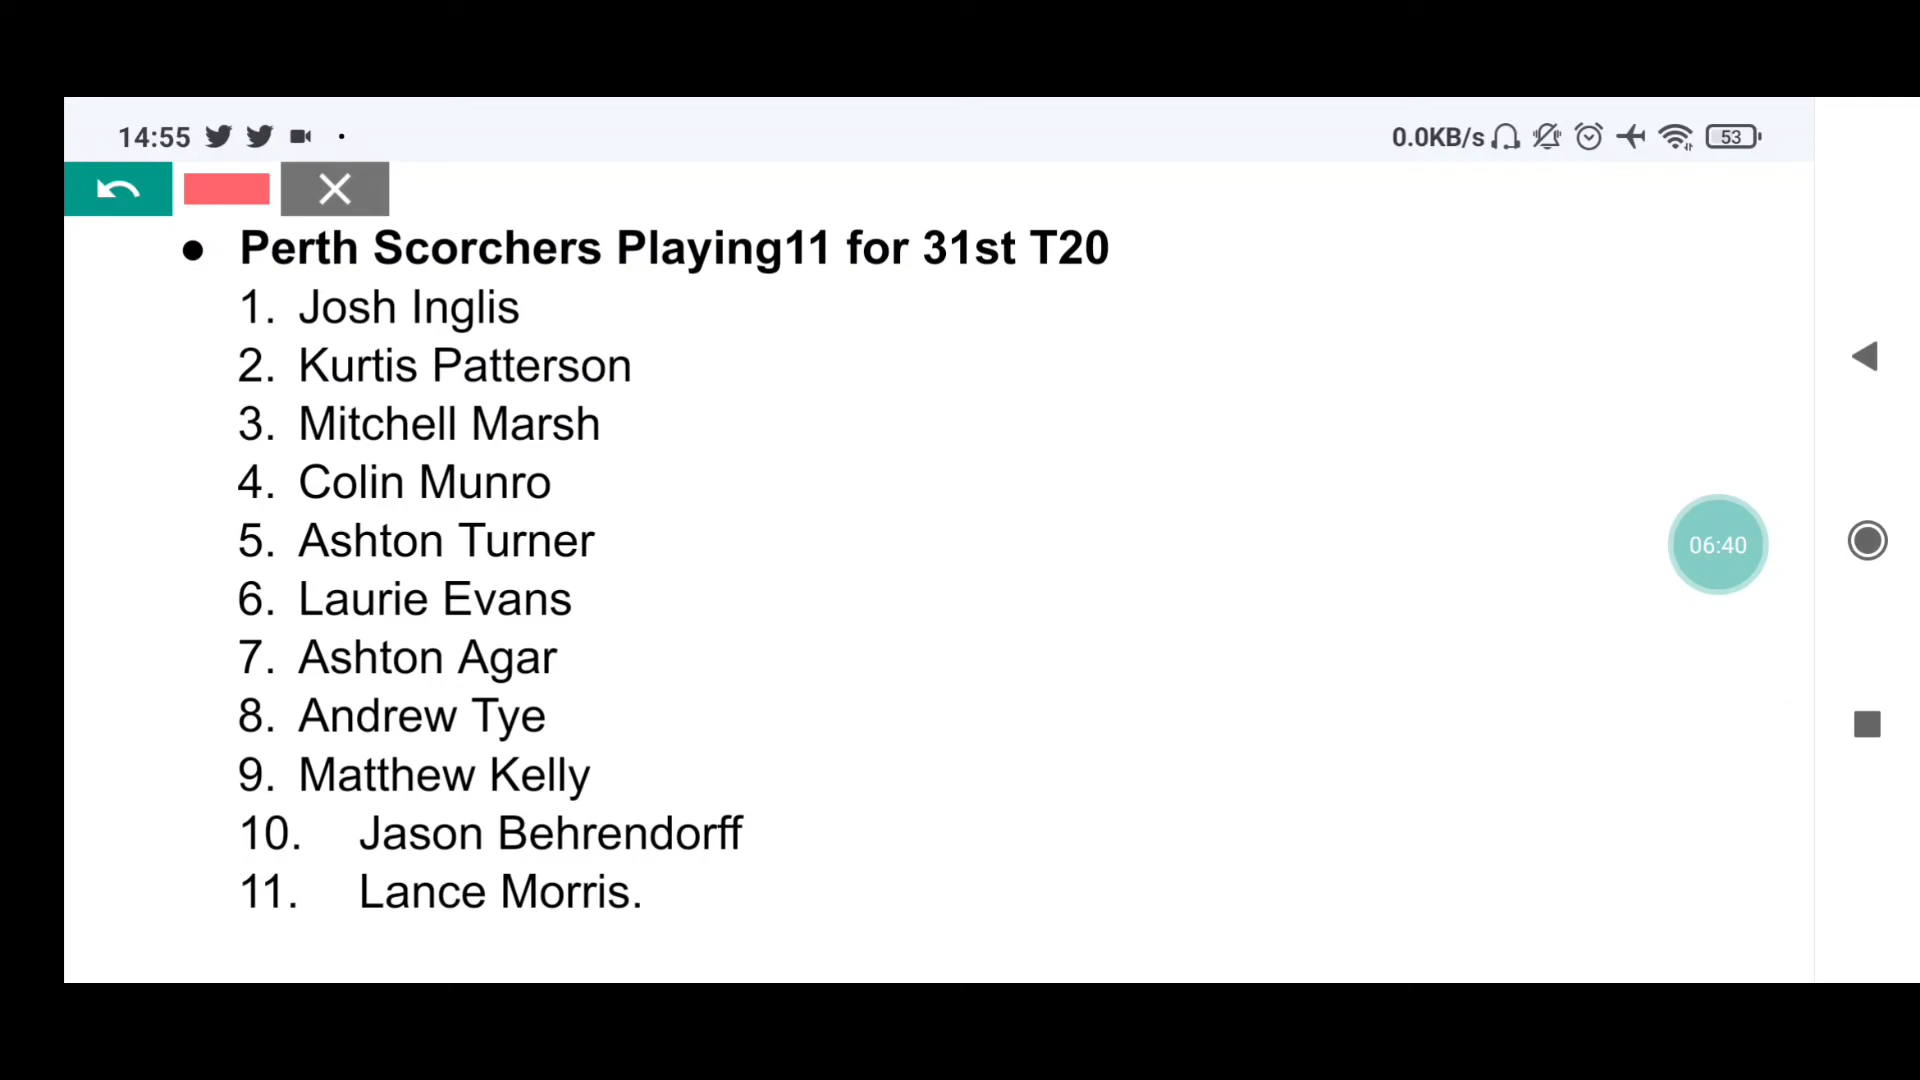 14:55
0.0KB/s
53
● Perth Scorchers Playing11 for 31st T20
1. Josh Inglis
2. Kurtis Patterson
3. Mitchell Marsh
4. Colin Munro
5. Ashton Turner
06:40
6. Laurie Evans
7. Ashton Agar
8. Andrew Tye
9. Matthew Kelly
10. Jason Behrendorff
11. Lance Morris.